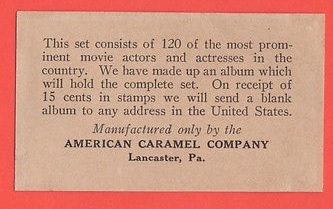 This set consists of 120 of the most prom-
inent movie actors and actresses in the
country. We have made up an album which
will hold the complete set. On receipt of
15 cents in stamps we will send a blank
album to any address in the United States.
Manufactured only by the
AMERICAN CARAMEL COMPANY
Lancaster, Pa.